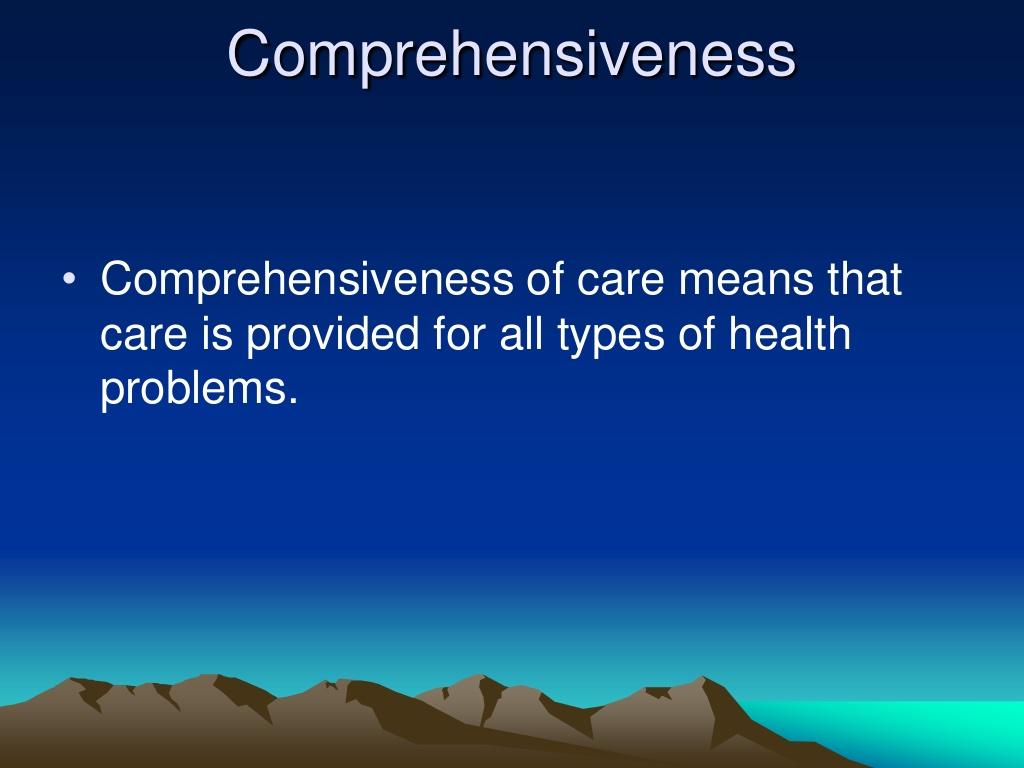 Comprehensiveness
• Comprehensiveness of care means that
care is provided for all types of health
problems.